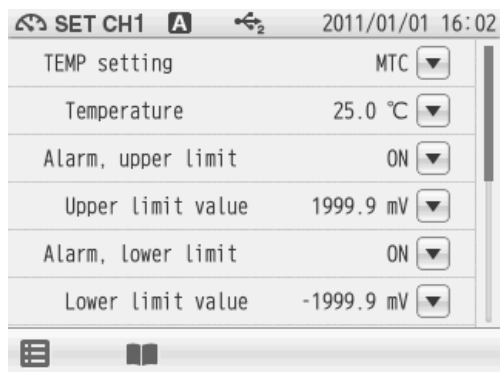 SET CH1 A 2 2011/01/01 16:02
TEMP setting MTC
Temperature 25.0 ℃
Alarm, upper limit ON
Upper limit value 1999.9 mV
Alarm, lower limit ON
Lower limit value -1999.9 mV